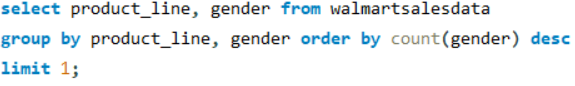 select product_line, gender from walmartsalesdata
group by product_line, gender order by count(gender) desc
limit 1;